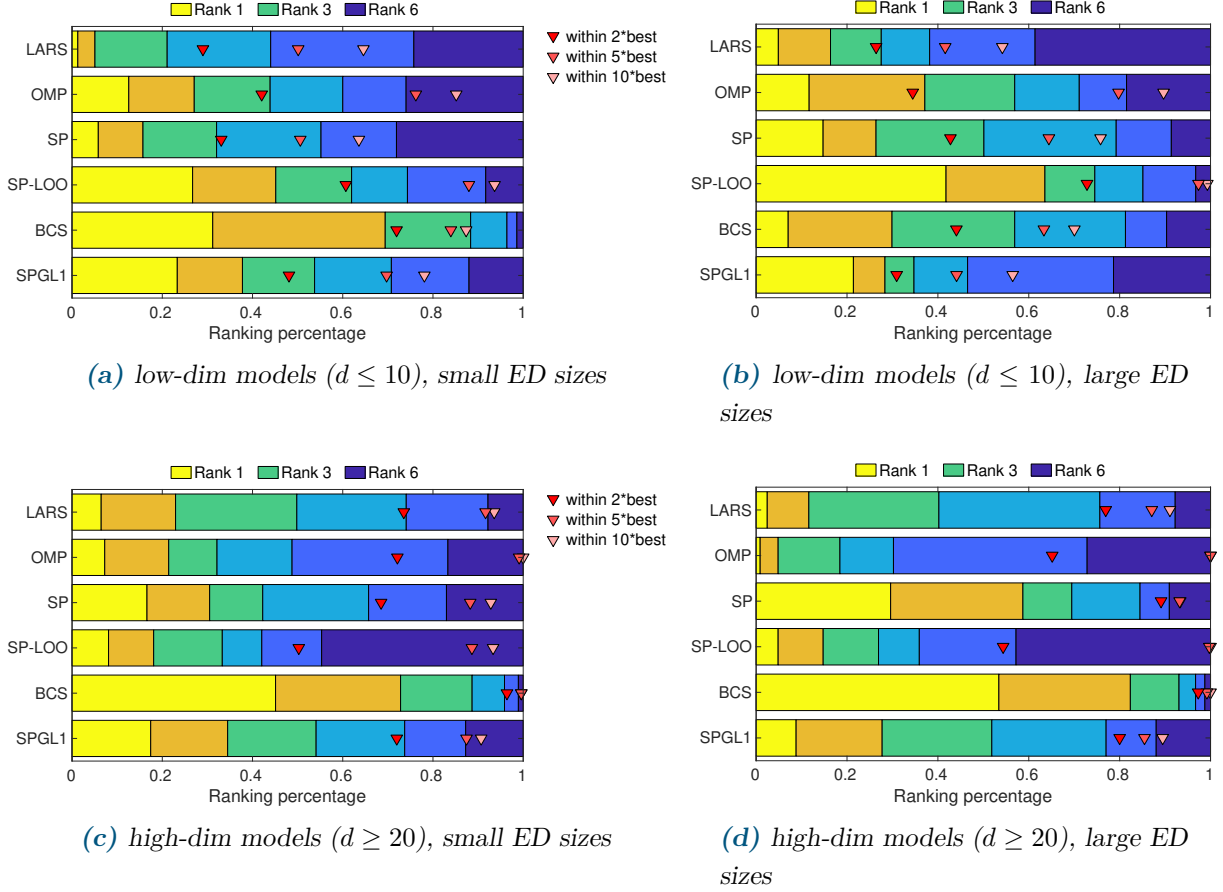 Rank 1 Rank 3 Rank 6
LARS
OMP
SP
SP-LOO
BCS
SPGL1
0 0.2 0.4 0.6 0.8 1
Ranking percentage
within 2*best
within 5*best
within 10*best
(a) low-dim models (d ≤ 10), small ED sizes
Rank 1 Rank 3 Rank 6
LARS
OMP
SP
SP-LOO
BCS
SPGL1
0 0.2 0.4 0.6 0.8 1
Ranking percentage
(b) low-dim models (d ≤ 10), large ED
sizes
Rank 1 Rank 3 Rank 6
LARS
OMP
SP
SP-LOO
BCS
SPGL1
0 0.2 0.4 0.6 0.8 1
Ranking percentage
within 2*best
within 5*best
within 10*best
(c) high-dim models (d ≥ 20), small ED sizes
Rank 1 Rank 3 Rank 6
LARS
OMP
SP
SP-LOO
BCS
SPGL1
0 0.2 0.4 0.6 0.8 1
Ranking percentage
(d) high-dim models (d ≥ 20), large ED
sizes